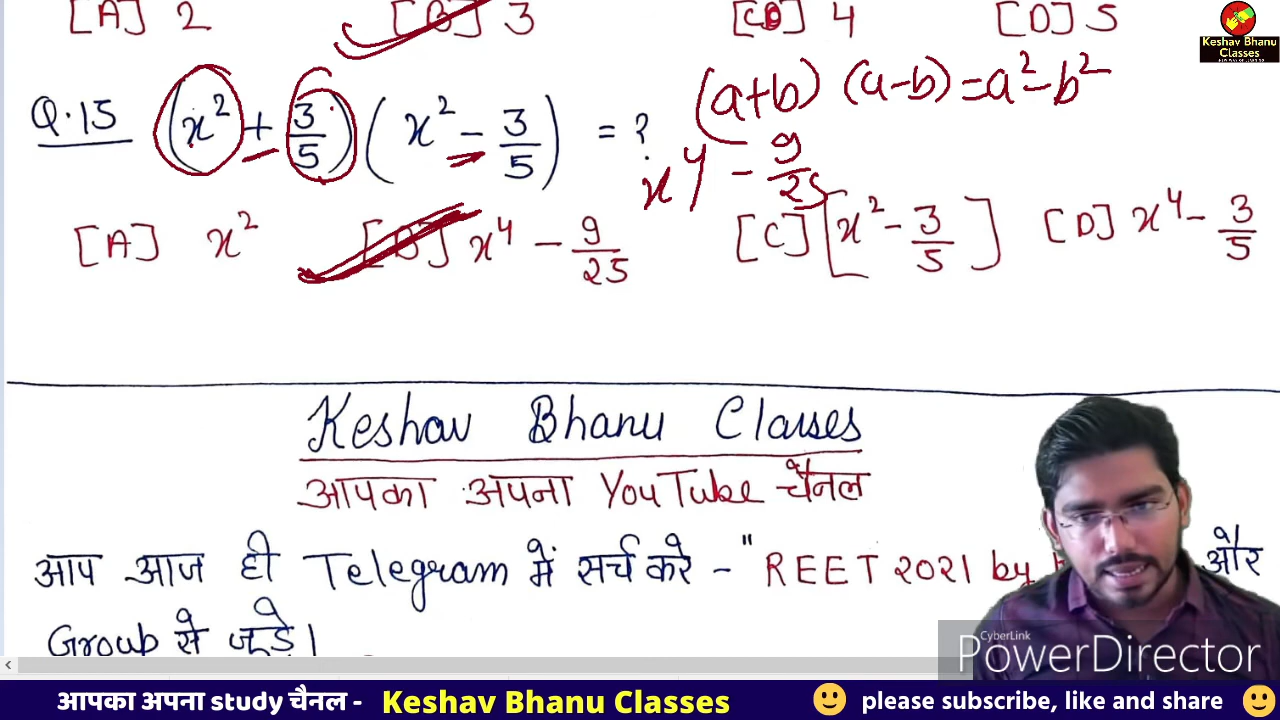 [A] 2 [B] 3 [C] 4 [D] 5
Keshav Bhanu
Classes
(a+b) (a-b) = a² - b²
Q.15 (x² + 3/5) (x² - 3/5) = ?
x⁴ - 9/25
[A] x² [B] x⁴ - 9/25 [C] [x² - 3/5] [D] x⁴ - 3/5
Keshav Bhanu Classes
आपका अपना YouTube चैनल
आप आज ही Telegram में सर्च करे - "REET 2021 by और
Group से जुड़े।
CyberLink
PowerDirector
आपका अपना study चैनल - Keshav Bhanu Classes 🙂 please subscribe, like and share 🙂